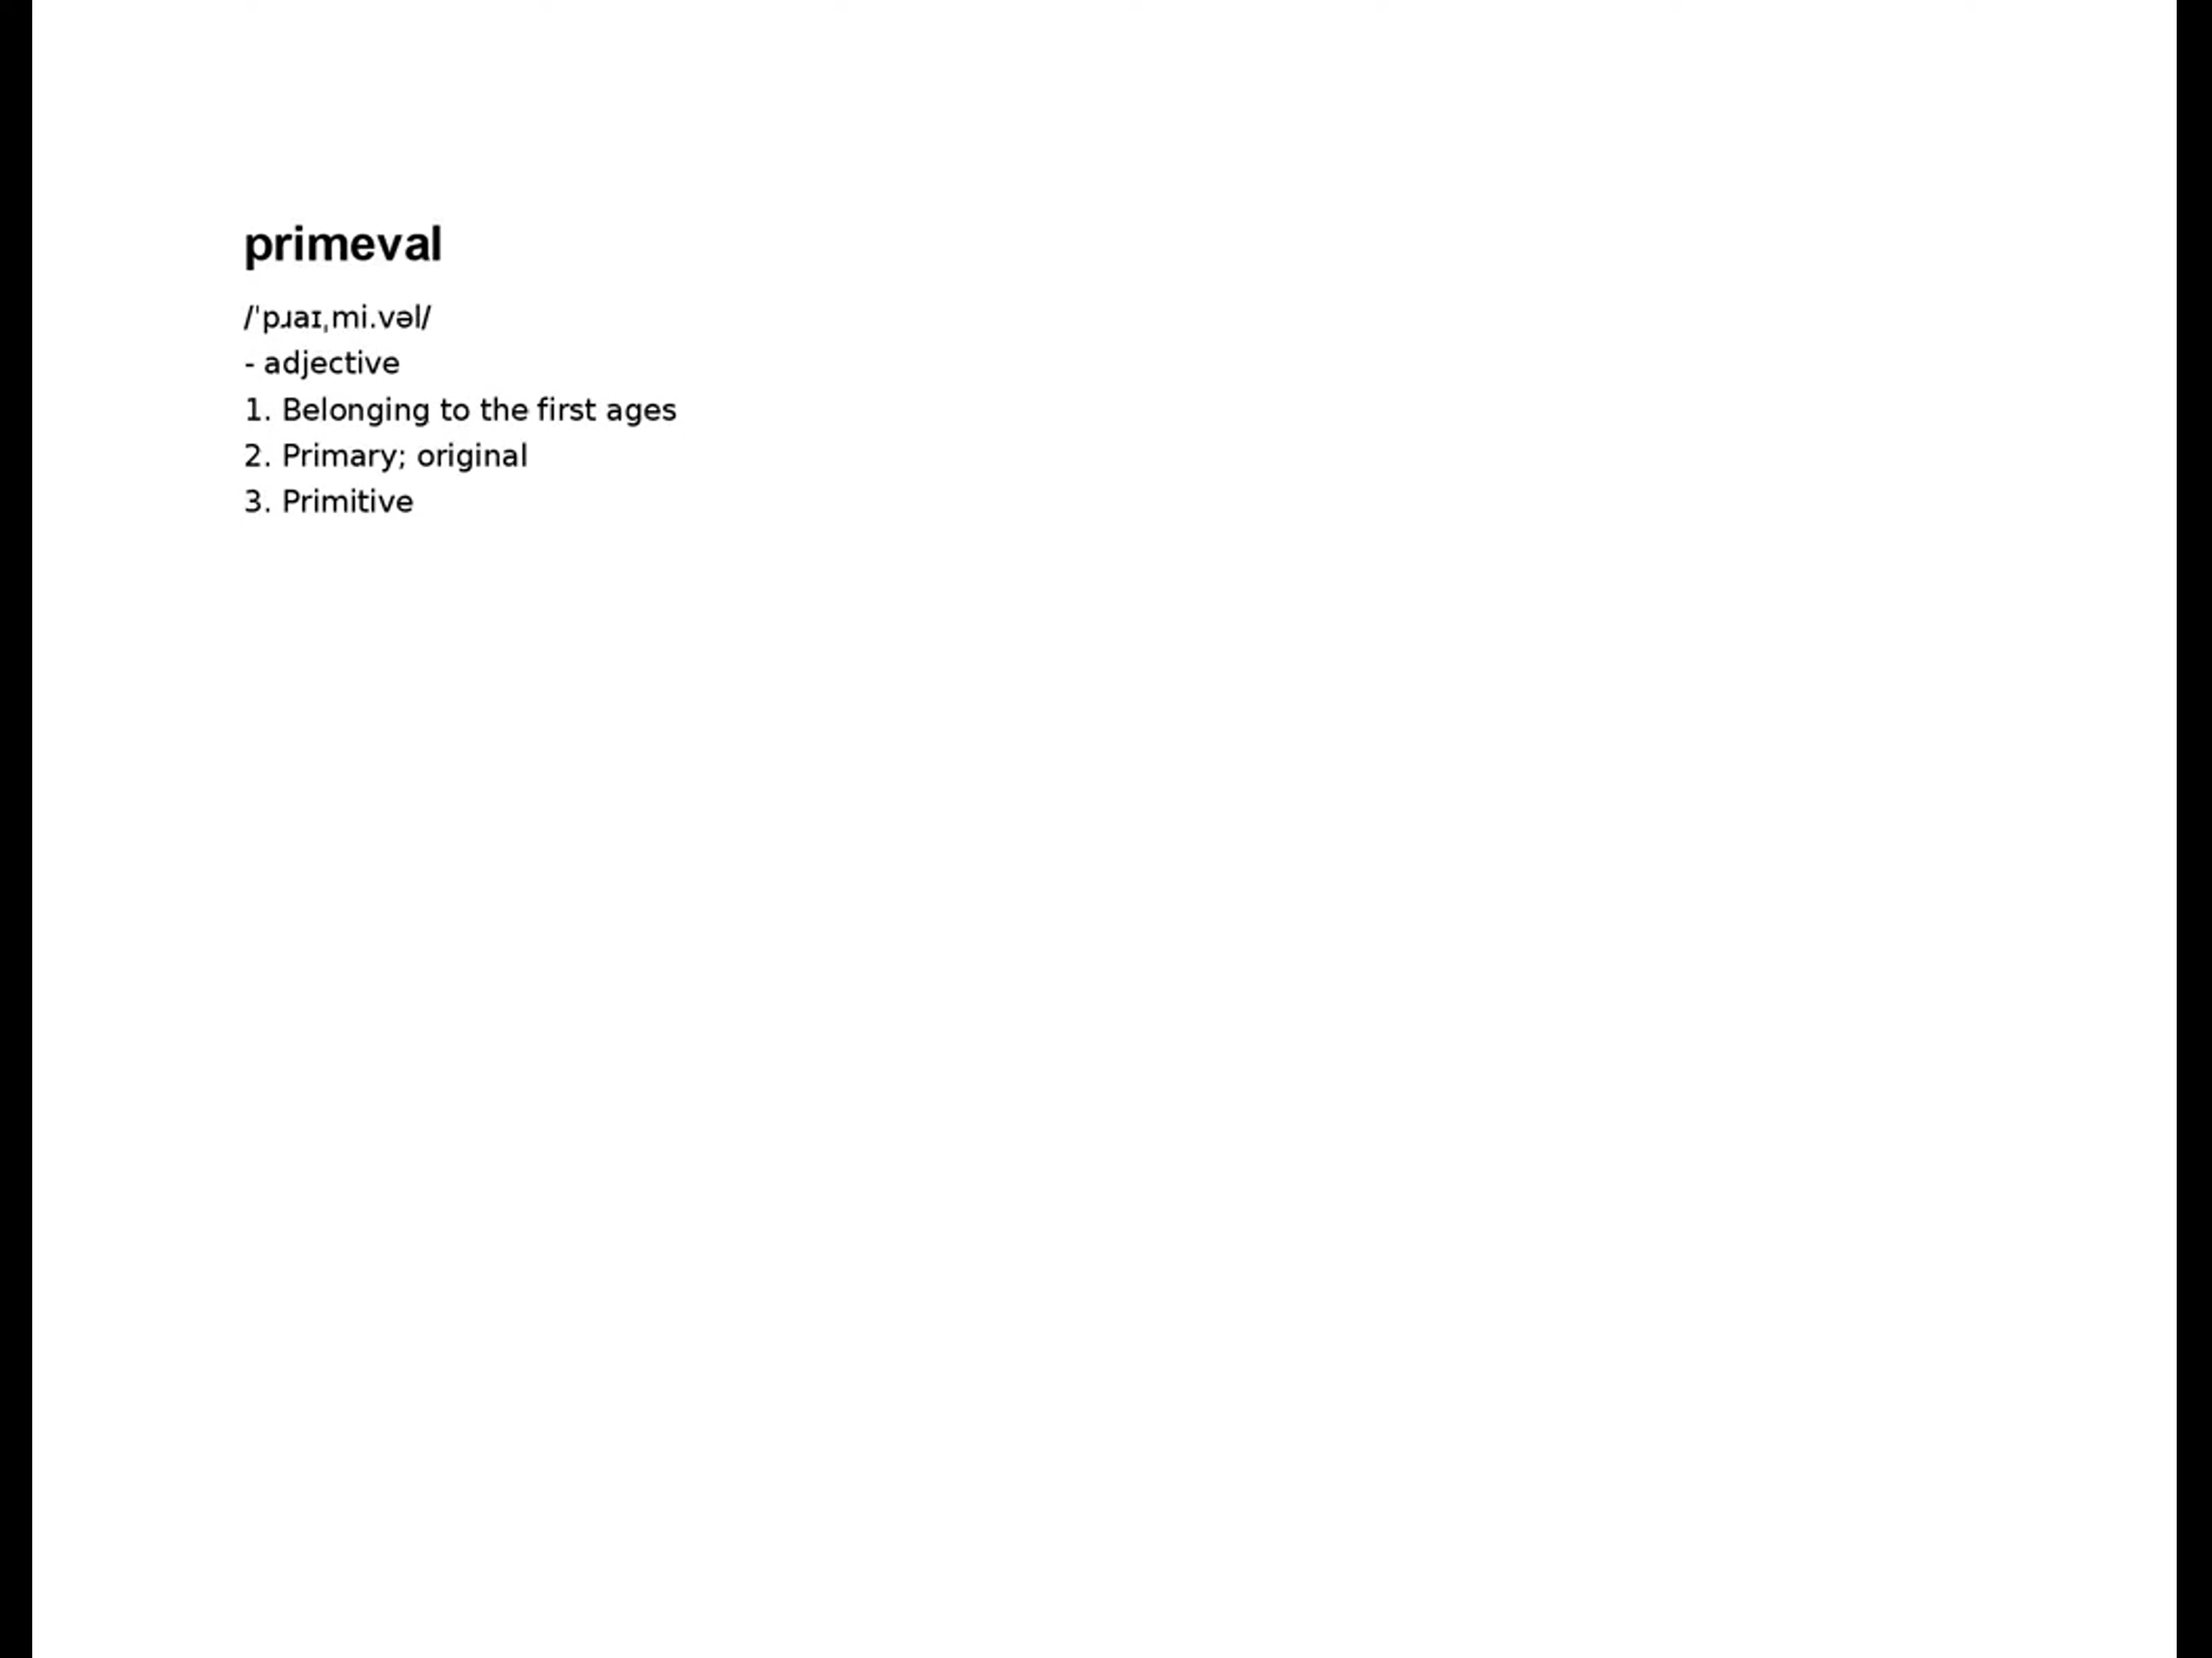 primeval
/ˈpɹaɪˌmi.vəl/
- adjective
1. Belonging to the first ages
2. Primary; original
3. Primitive